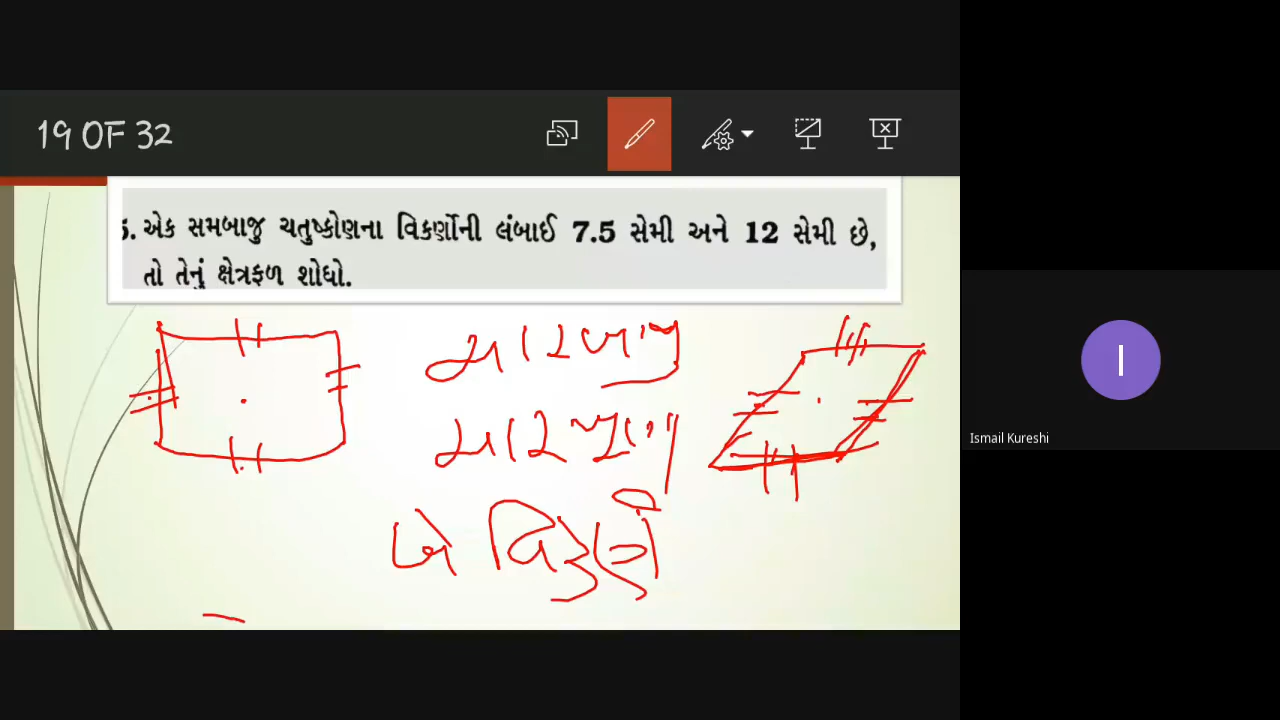 19 OF 32
5. એક સમબાજુ ચતુષ્કોણના વિકર્ણોની લંબાઈ 7.5 સેમી અને 12 સેમી છે,
તો તેનું ક્ષેત્રફળ શોધો.
ચાર બાજુ
ચાર ખૂણા
બે વિકર્ણો
I
Ismail Kureshi